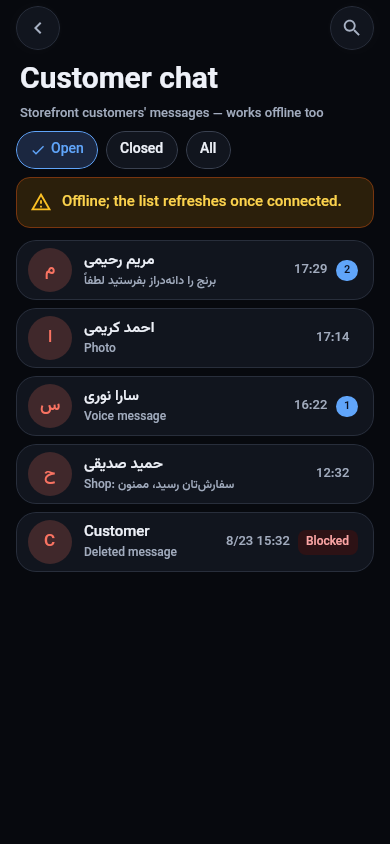 Customer chat
Storefront customers' messages — works offline too
Open Closed All
Offline; the list refreshes once connected.
م
مریم رحیمی
برنج را دانه‌دراز بفرستید لطفاً
17:29
2
ا
احمد کریمی
Photo
17:14
س
سارا نوری
Voice message
16:22
1
ح
حمید صدیقی
Shop: سفارش‌تان رسید، ممنون
12:32
C
Customer
Deleted message
8/23 15:32
Blocked